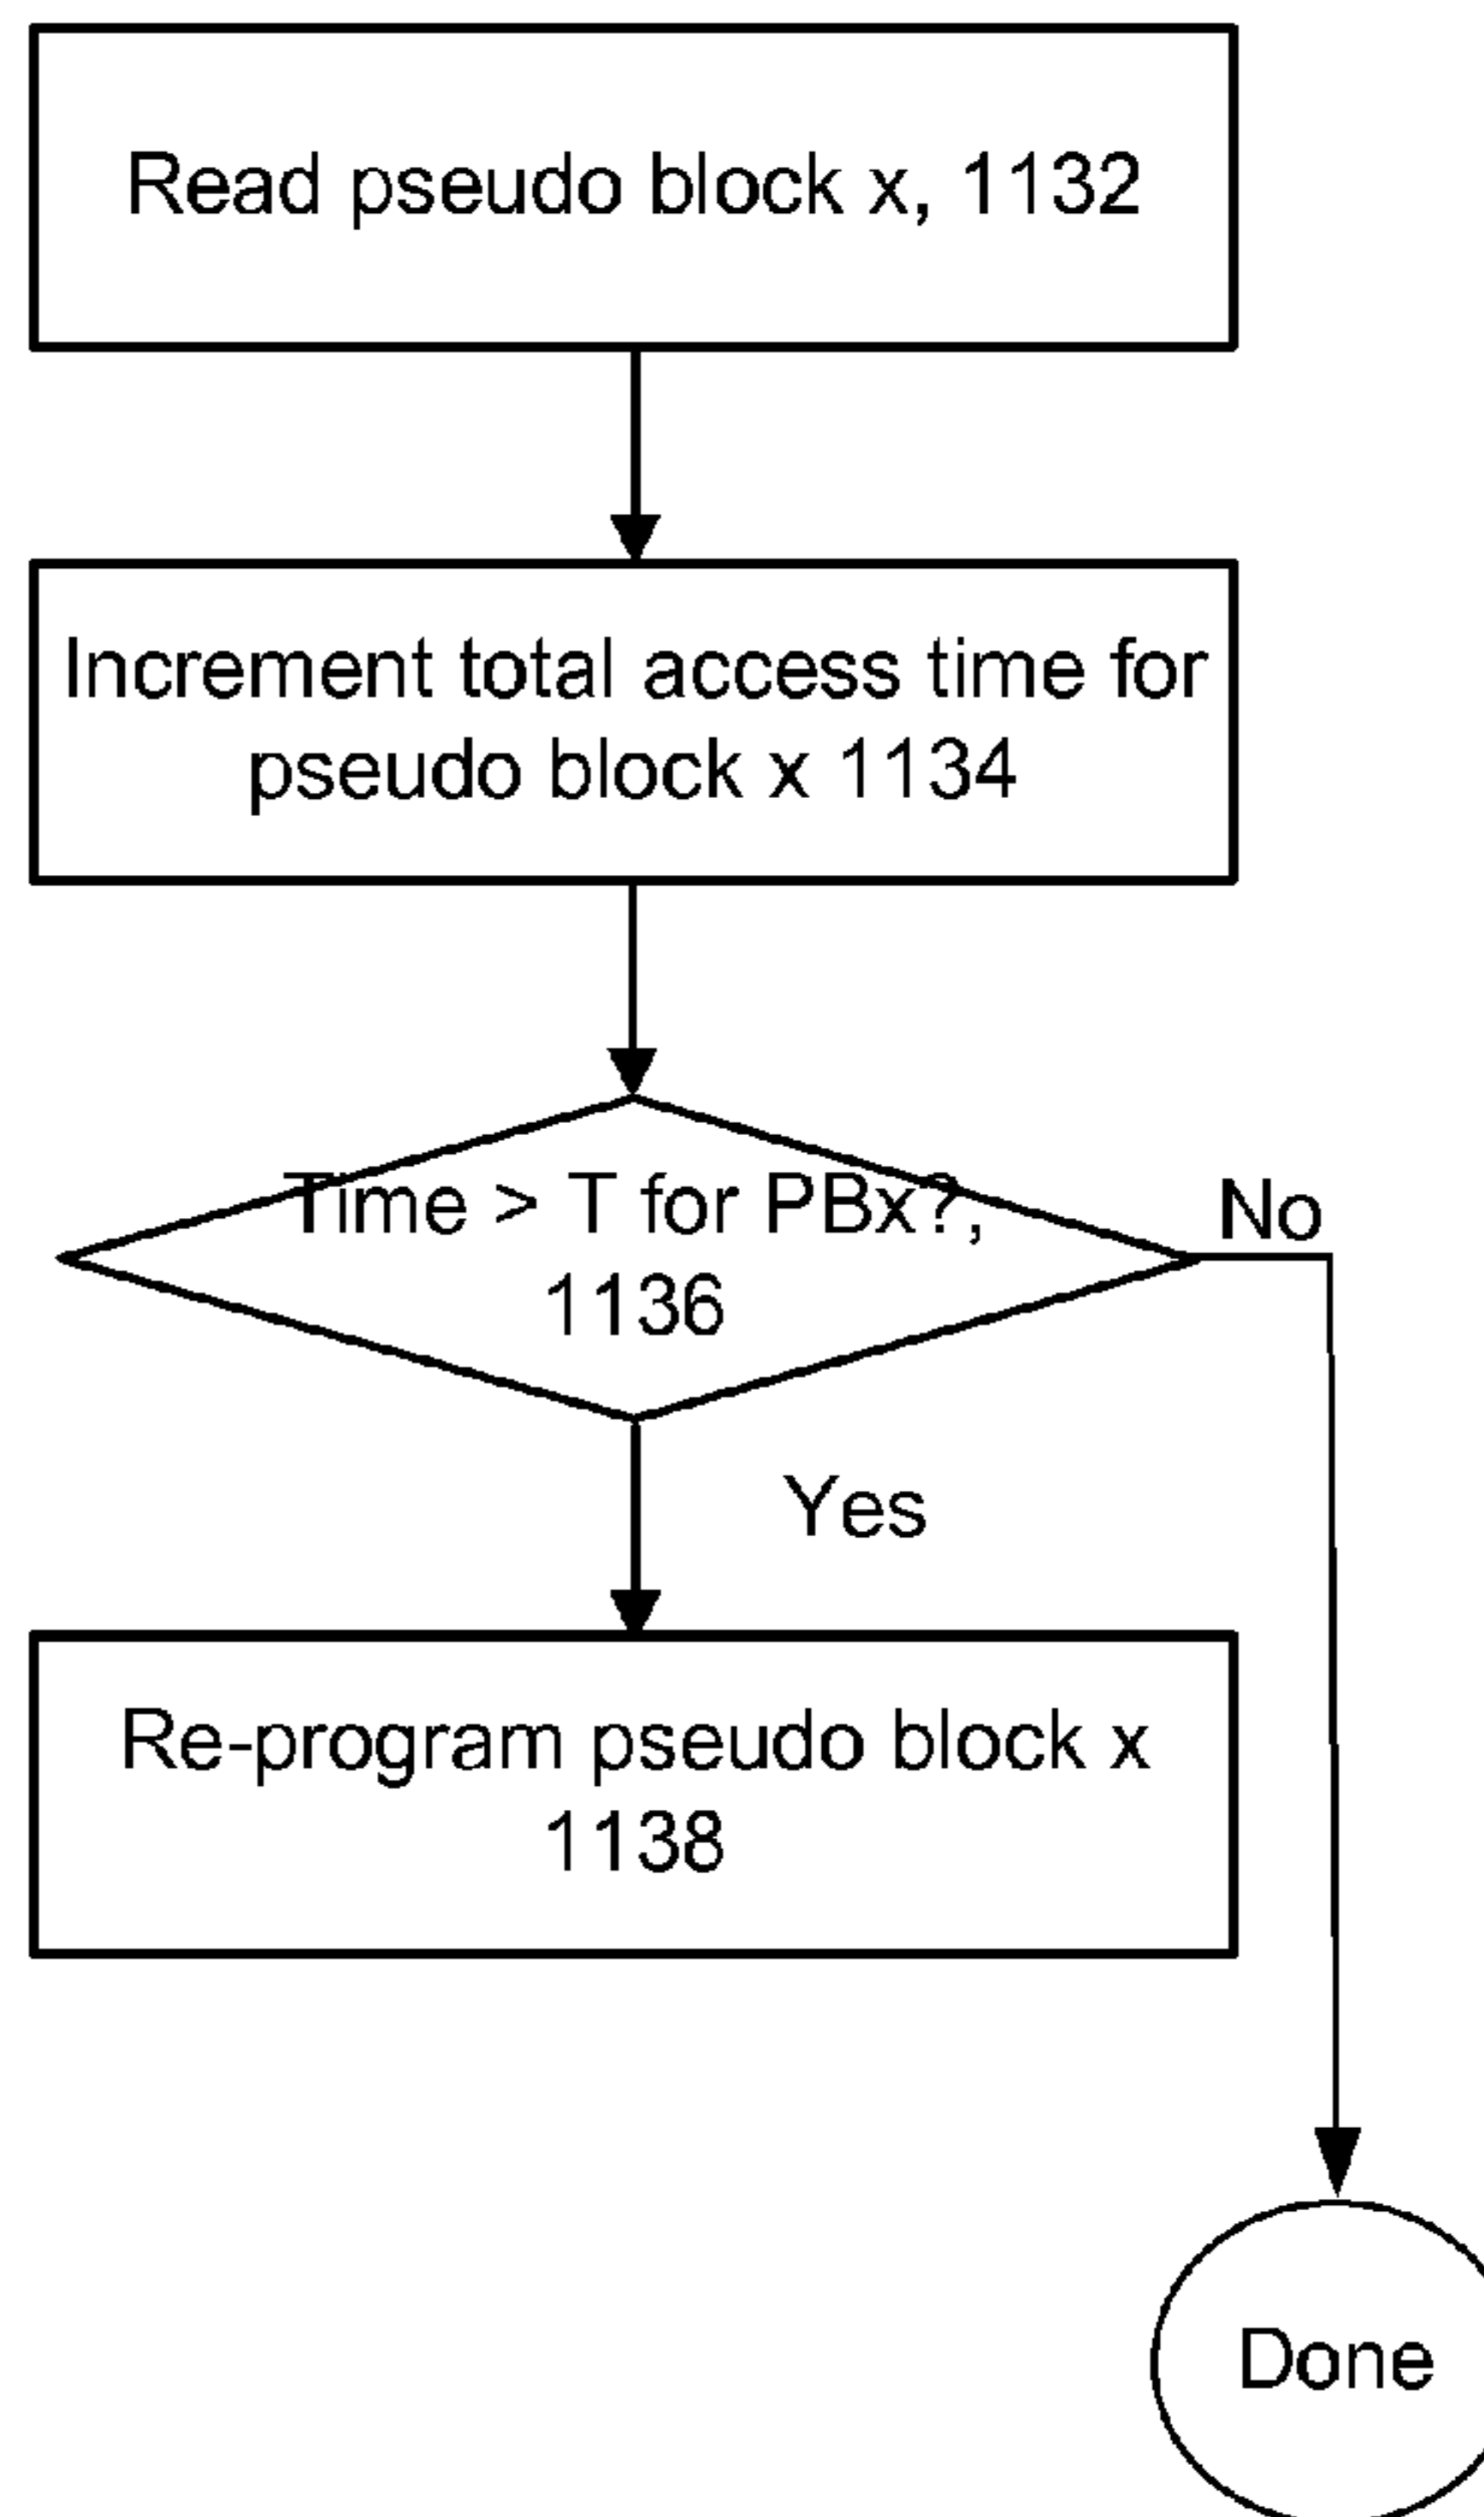 Read pseudo block x, 1132
Increment total access time for
pseudo block x 1134
Time > T for PBx?,
1136
No
Yes
Re-program pseudo block x
1138
Done